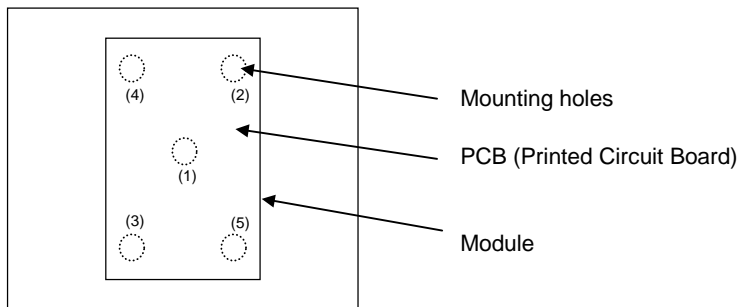 (4)
(2)
Mounting holes
PCB (Printed Circuit Board)
(1)
(3)
(5)
Module